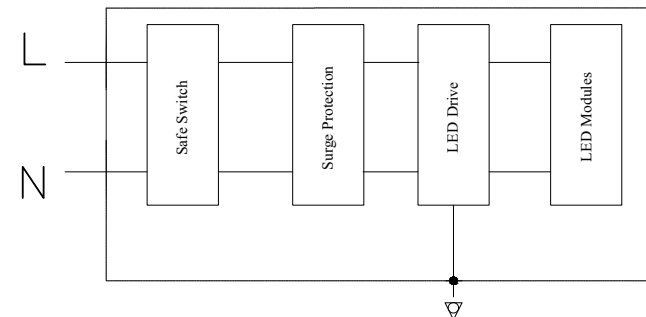 L
N
Safe Switch
Surge Protection
LED Drive
LED Modules